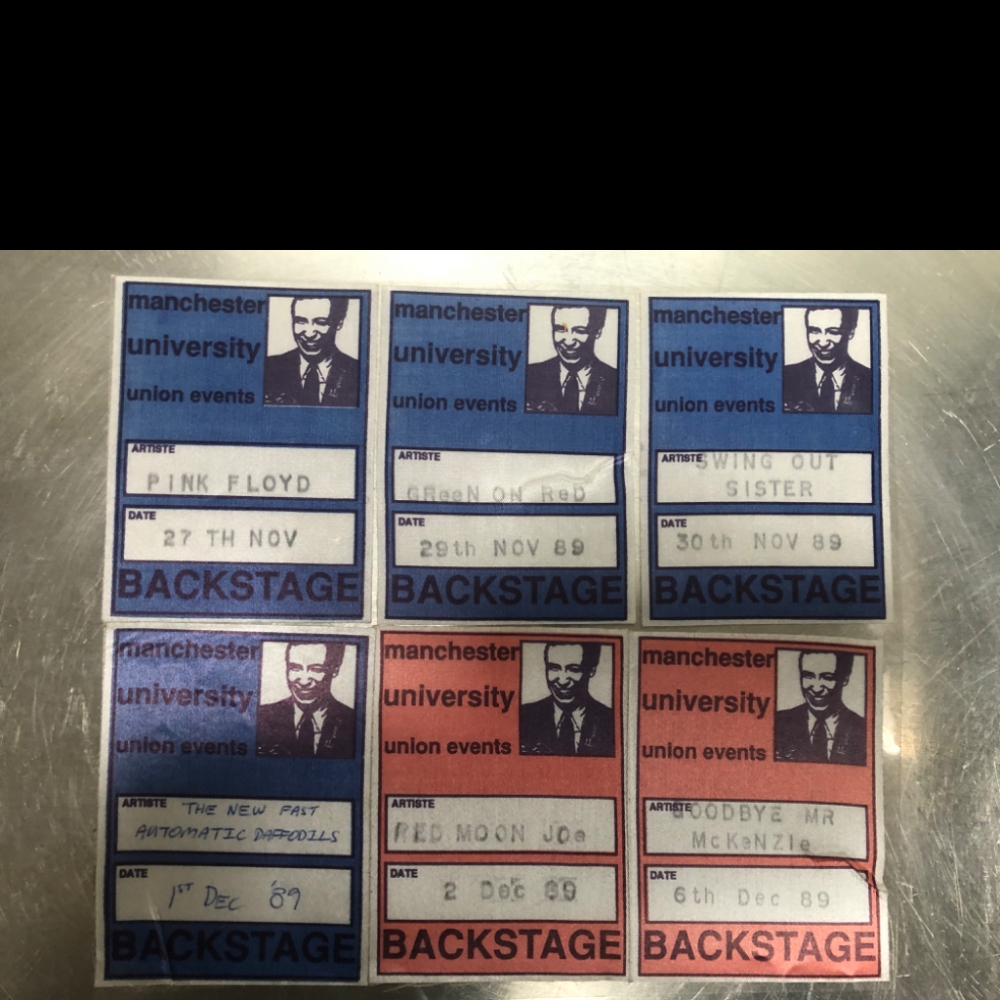 manchester
university
union events
ARTISTE
PINK FLOYD
DATE
27 TH NOV
BACKSTAGE
manchester
university
union events
ARTISTE
GReeN ON ReD
DATE
29th NOV 89
BACKSTAGE
manchester
university
union events
ARTISTE
SWING OUT
SISTER
DATE
30th NOV 89
BACKSTAGE
manchester
university
union events
ARTISTE
THE NEW FAST
AUTOMATIC DAFFODILS
DATE
1ST DEC '89
BACKSTAGE
manchester
university
union events
ARTISTE
RED MOON JOe
DATE
2 Dec 89
BACKSTAGE
manchester
university
union events
ARTISTE
GOODBYE MR
McKeNZIe
DATE
6th Dec 89
BACKSTAGE